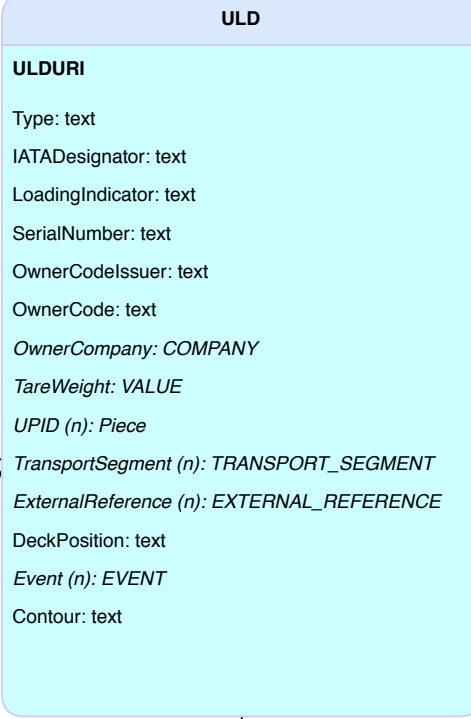 ULD
ULDURI
Type: text
IATADesignator: text
LoadingIndicator: text
SerialNumber: text
OwnerCodeIssuer: text
OwnerCode: text
OwnerCompany: COMPANY
TareWeight: VALUE
UPID (n): Piece
TransportSegment (n): TRANSPORT_SEGMENT
ExternalReference (n): EXTERNAL_REFERENCE
DeckPosition: text
Event (n): EVENT
Contour: text